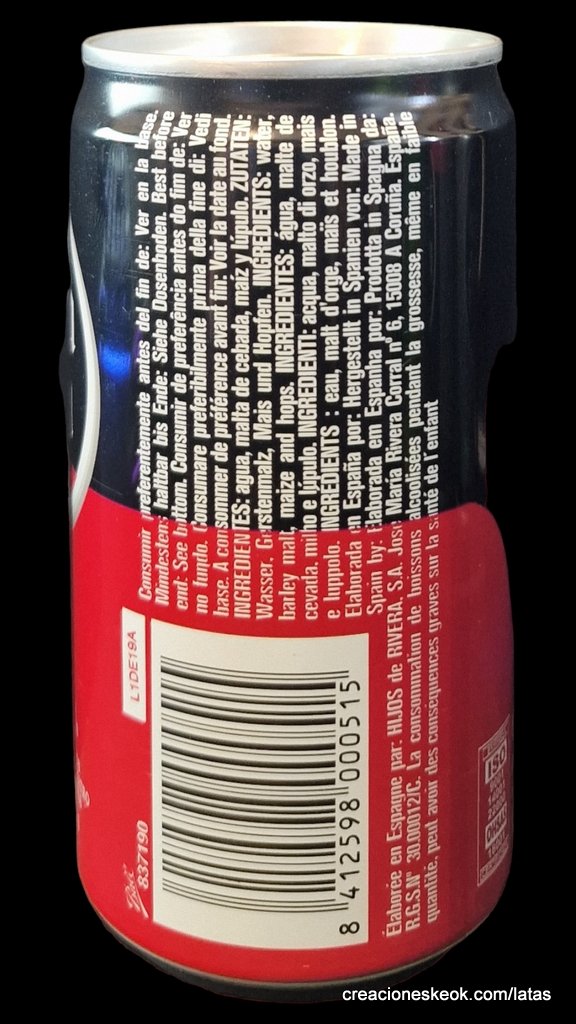 Consumir preferentemente antes del fin de: Ver en la base.
Mindestens haltbar bis Ende: Siehe Dosenboden. Best before
end: See bottom. Consumir de preferência antes do fim de: Ver
no fundo. Consumare preferibilmente prima della fine di: Vedi
base. A consommer de préférence avant fin: Voir la date au fond.
INGREDIENTES: agua, malta de cebada, maíz y lúpulo. ZUTATEN:
Wasser, Gerstenmalz, Mais und Hopfen. INGREDIENTS: water,
barley malt, maize and hops. INGREDIENTES: água, malte de
cevada, milho e lúpulo. INGREDIENTI: acqua, malto di orzo, mais
e luppolo. INGRÉDIENTS : eau, malt d'orge, maïs et houblon.
Elaborada en España por: Hergestellt in Spanien von: Made in
Spain by: Elaborada en Espanha por: Prodotta in Spagna da:
Élaborée en Espagne par: HIJOS de RIVERA, S.A. José María Rivera Corral nº 6, 15008 A Coruña. España.
R.G.S.Nº 30.00012/C. La consommation de boissons alcoolisées pendant la grossesse, même en faible
quantité, peut avoir des conséquences graves sur la santé de l'enfant
L1DE19A
8 412598 000515
Ball
837190
ISO
creacioneskeok.com/latas